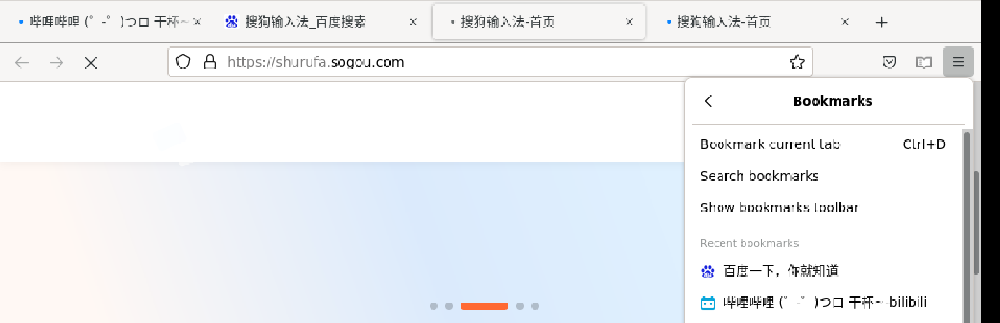 哔哩哔哩 (゜-゜)つロ 干杯~
搜狗输入法_百度搜索
搜狗输入法-首页
搜狗输入法-首页
https://shurufa.sogou.com
Bookmarks
Bookmark current tab Ctrl+D
Search bookmarks
Show bookmarks toolbar
Recent bookmarks
百度一下，你就知道
哔哩哔哩 (゜-゜)つロ 干杯~-bilibili